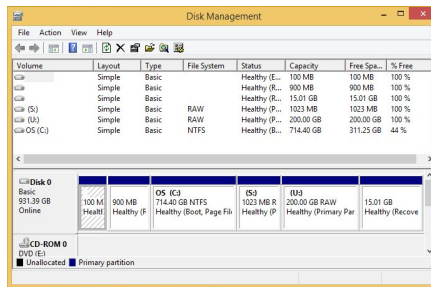 Disk Management
File Action View Help
Volume Layout Type File System Status Capacity Free Spa... % Free
Simple Basic Healthy (E... 100 MB 100 MB 100 %
Simple Basic Healthy (R... 900 MB 900 MB 100 %
Simple Basic Healthy (R... 15.01 GB 15.01 GB 100 %
(S:) Simple Basic RAW Healthy (P... 1023 MB 1023 MB 100 %
(U:) Simple Basic RAW Healthy (P... 200.00 GB 200.00 GB 100 %
OS (C:) Simple Basic NTFS Healthy (B... 714.40 GB 311.25 GB 44 %
Disk 0
Basic
931.39 GB
Online
100 M
Healtl
900 MB
Healthy (F
OS (C:)
714.40 GB NTFS
Healthy (Boot, Page File
(S:)
1023 MB R
Healthy (P
(U:)
200.00 GB RAW
Healthy (Primary Par
15.01 GB
Healthy (Recove
CD-ROM 0
DVD (E:)
Unallocated Primary partition